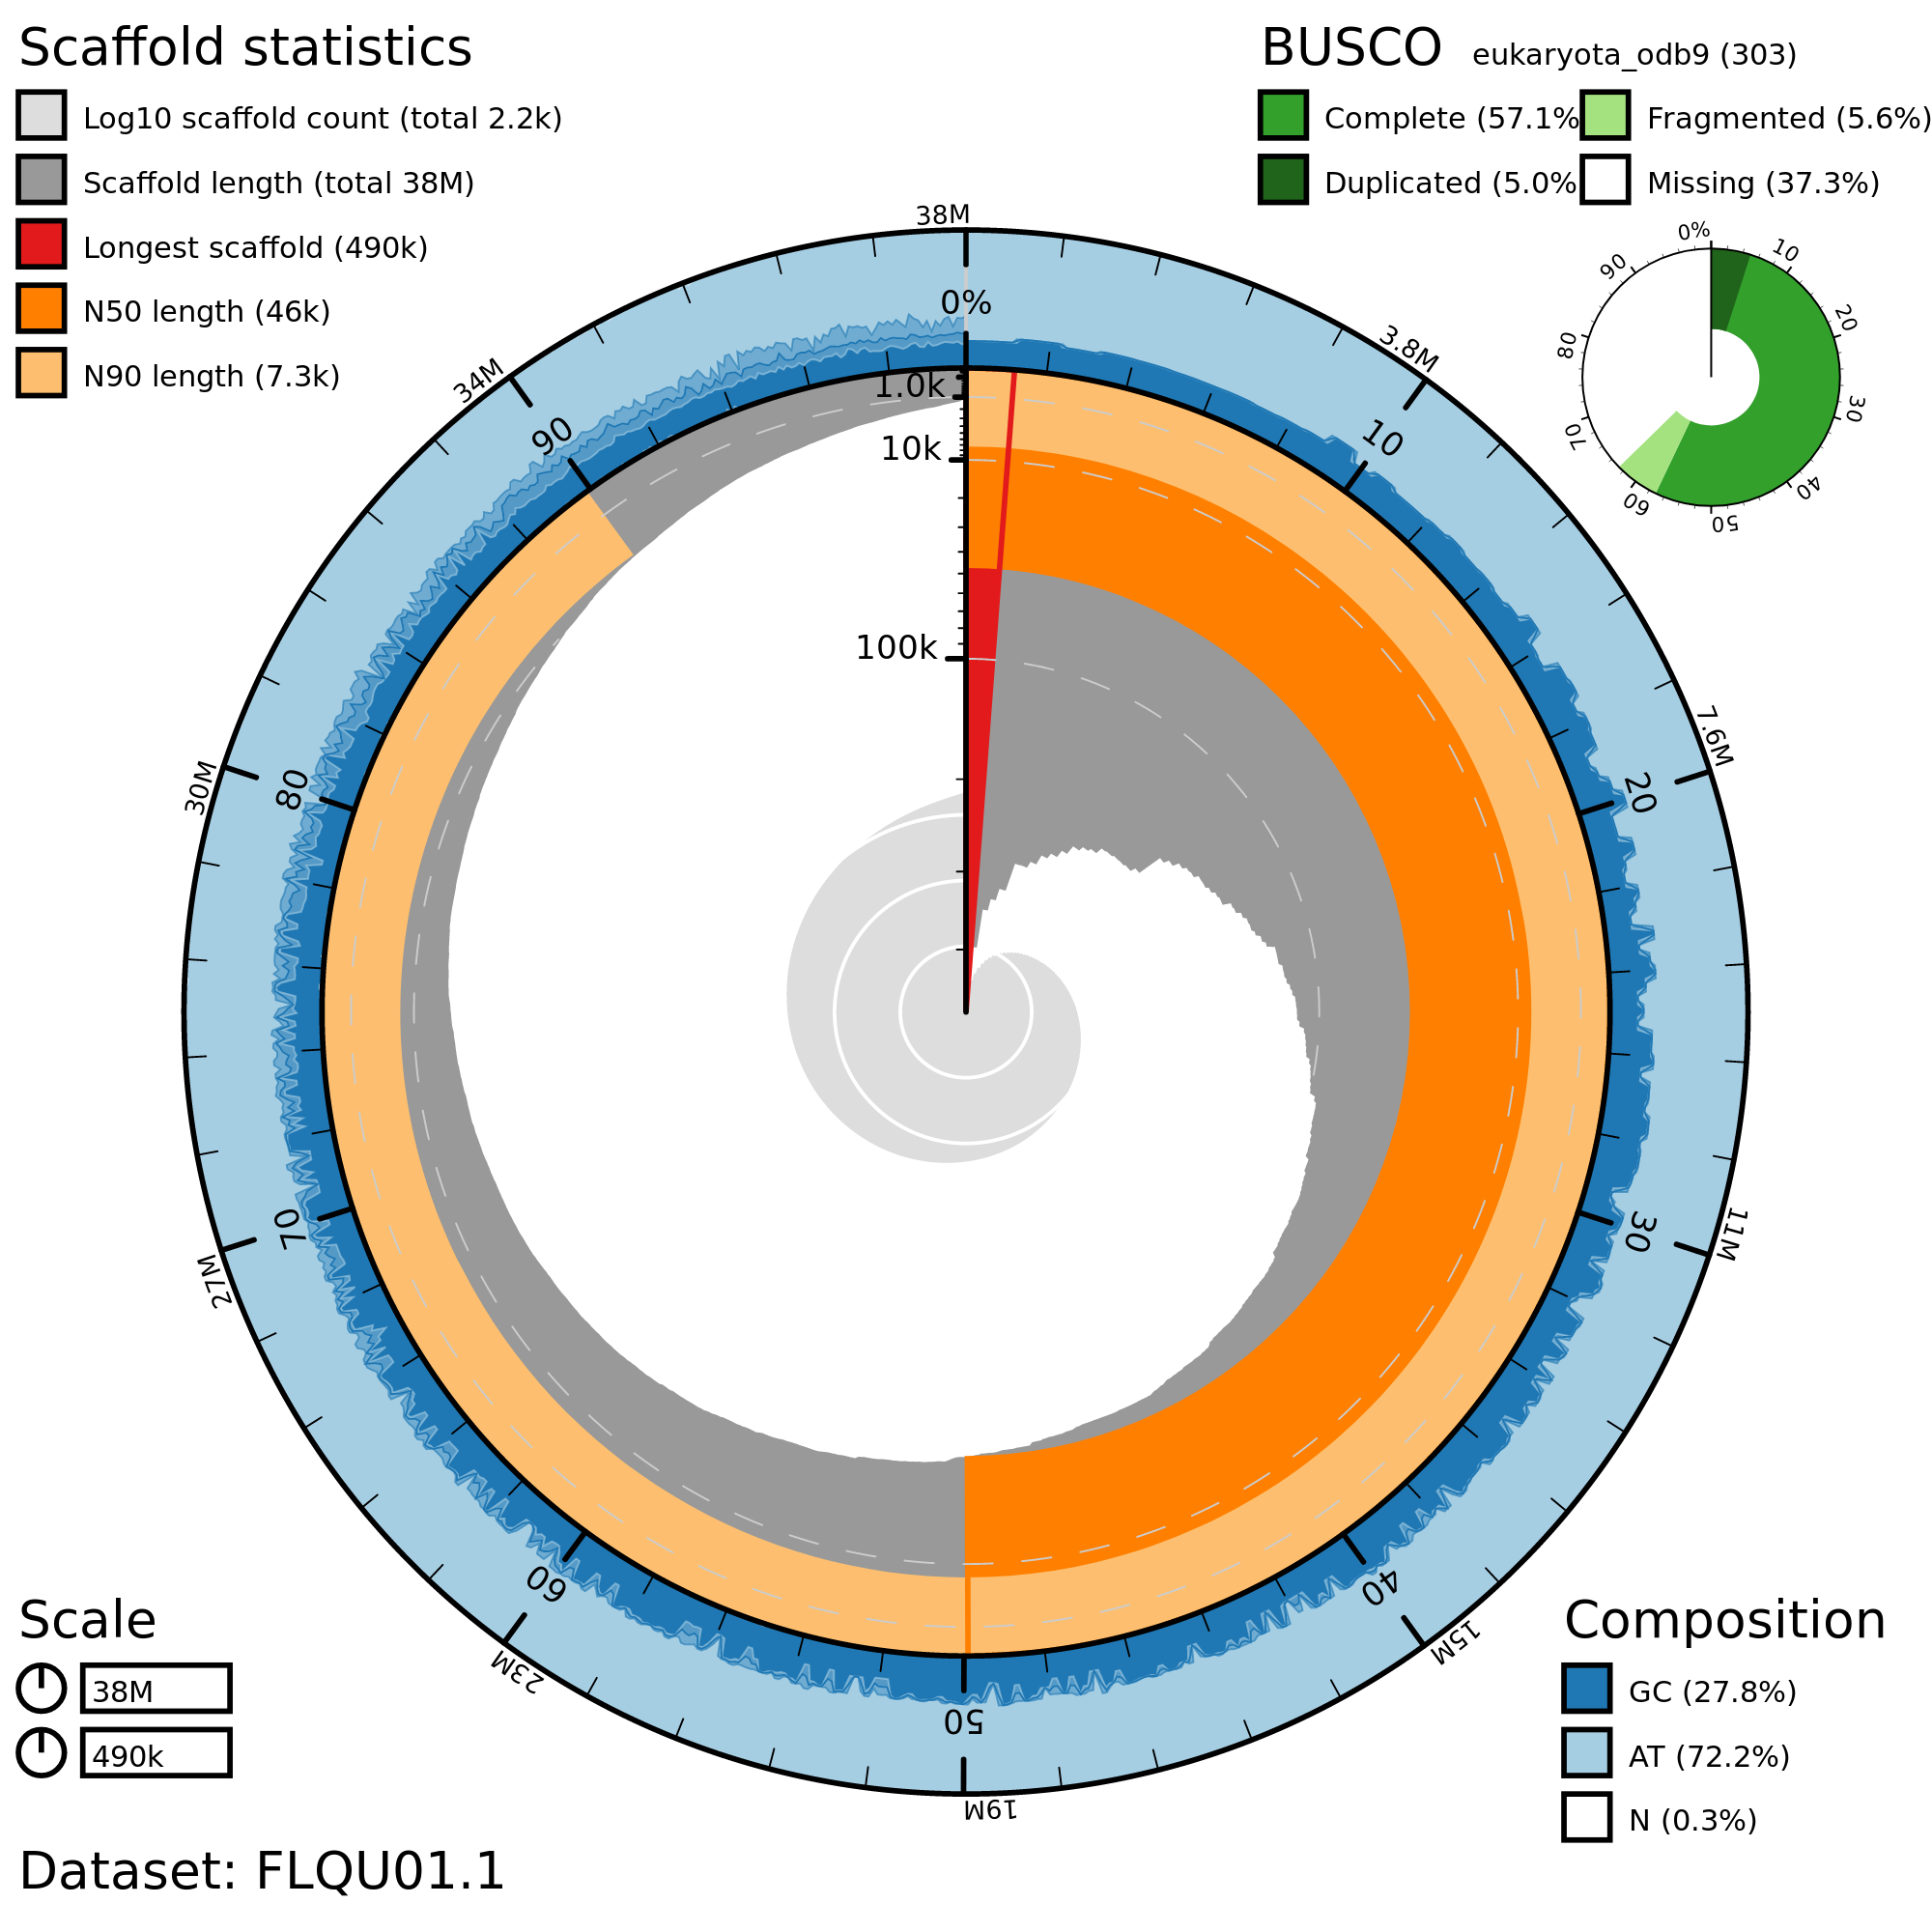 Scaffold statistics
Log10 scaffold count (total 2.2k)
Scaffold length (total 38M)
Longest scaffold (490k)
N50 length (46k)
N90 length (7.3k)
BUSCO eukaryota_odb9 (303)
Complete (57.1%
Fragmented (5.6%)
Duplicated (5.0%
Missing (37.3%)
0%
10
20
30
40
50
60
70
80
90
38M
3.8M
7.6M
11M
15M
19M
23M
27M
30M
34M
0%
10
20
30
40
50
60
70
80
90
1.0k
10k
100k
Scale
38M
490k
Composition
GC (27.8%)
AT (72.2%)
N (0.3%)
Dataset: FLQU01.1